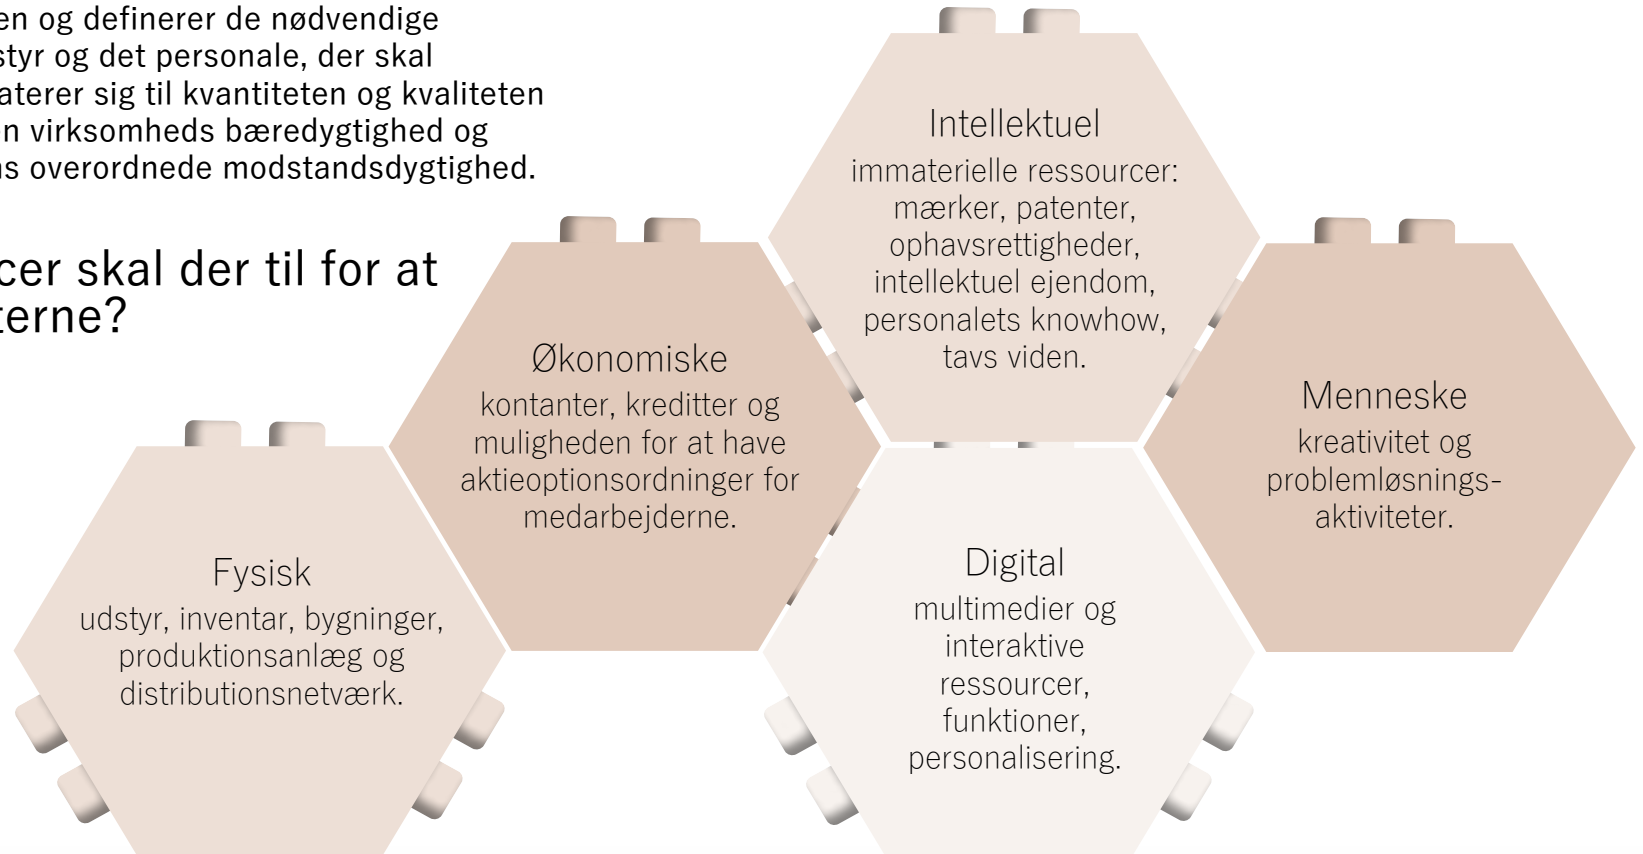 en og definerer de nødvendige
styr og det personale, der skal
aterer sig til kvantiteten og kvaliteten
n virksomheds bæredygtighed og
s overordnede modstandsdygtighed.
cer skal der til for at
terne?
Intellektuel
immaterielle ressourcer:
mærker, patenter,
ophavsrettigheder,
intellektuel ejendom,
personalets knowhow,
tavs viden.
Økonomiske
kontanter, kreditter og
muligheden for at have
aktieoptionsordninger for
medarbejderne.
Menneske
kreativitet og
problemløsnings-
aktiviteter.
Fysisk
udstyr, inventar, bygninger,
produktionsanlæg og
distributionsnetværk.
Digital
multimedier og
interaktive
ressourcer,
funktioner,
personalisering.